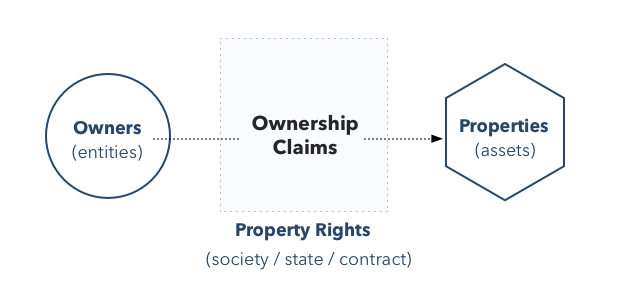 Owners
(entities)
Ownership
Claims
Properties
(assets)
Property Rights
(society / state / contract)